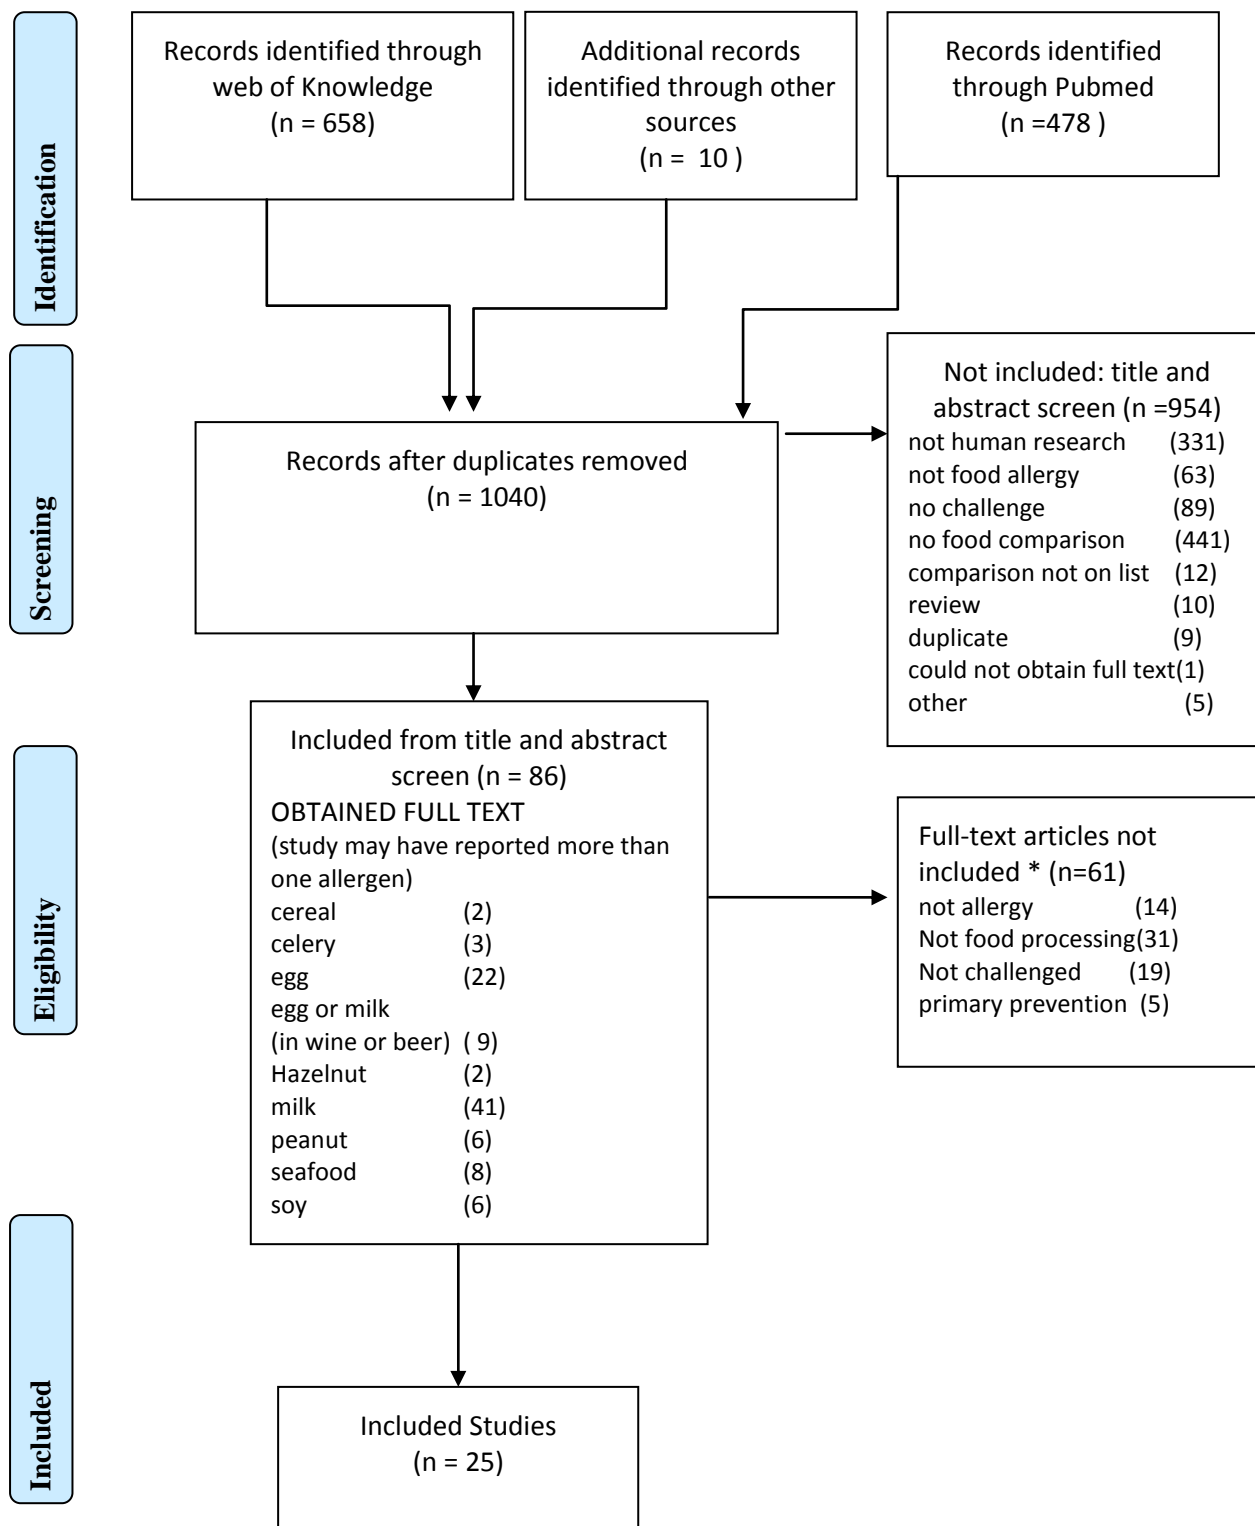 Identification
Records identified through
web of Knowledge
(n = 658)
Additional records
identified through other
sources
(n = 10 )
Records identified
through Pubmed
(n =478 )
Screening
Records after duplicates removed
(n = 1040)
Not included: title and
abstract screen (n =954)
not human research (331)
not food allergy (63)
no challenge (89)
no food comparison (441)
comparison not on list (12)
review (10)
duplicate (9)
could not obtain full text(1)
other (5)
Eligibility
Included from title and abstract
screen (n = 86)
OBTAINED FULL TEXT
(study may have reported more than
one allergen)
cereal (2)
celery (3)
egg (22)
egg or milk
(in wine or beer) ( 9)
Hazelnut (2)
milk (41)
peanut (6)
seafood (8)
soy (6)
Full-text articles not
included * (n=61)
not allergy (14)
Not food processing(31)
Not challenged (19)
primary prevention (5)
Included
Included Studies
(n = 25)